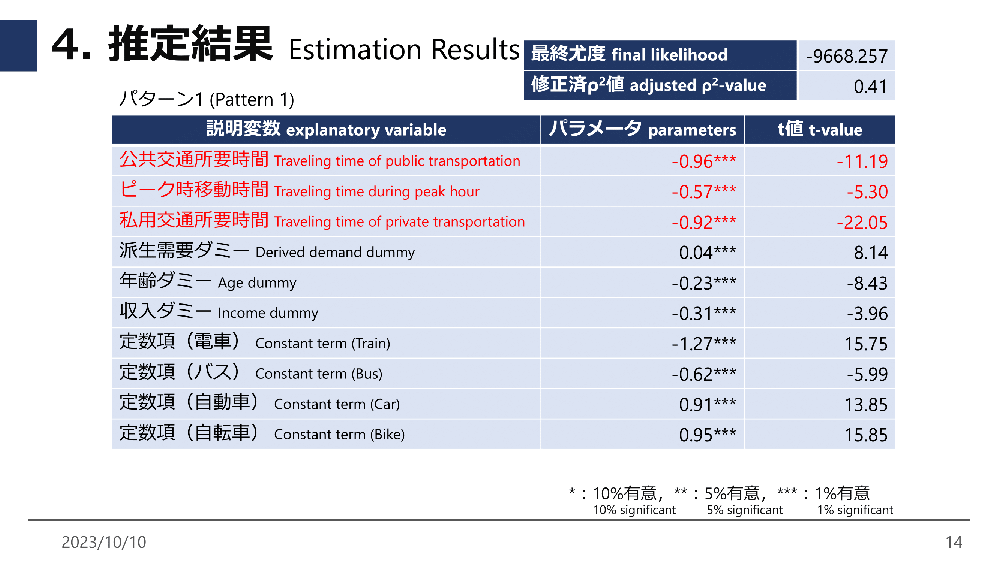 4. 推定結果 Estimation Results
最終尤度 final likelihood -9668.257
修正済ρ²値 adjusted ρ²-value 0.41
パターン1 (Pattern 1)
説明変数 explanatory variable パラメータ parameters t値 t-value
公共交通所要時間 Traveling time of public transportation -0.96*** -11.19
ピーク時移動時間 Traveling time during peak hour -0.57*** -5.30
私用交通所要時間 Traveling time of private transportation -0.92*** -22.05
派生需要ダミー Derived demand dummy 0.04*** 8.14
年齢ダミー Age dummy -0.23*** -8.43
収入ダミー Income dummy -0.31*** -3.96
定数項（電車） Constant term (Train) -1.27*** 15.75
定数項（バス） Constant term (Bus) -0.62*** -5.99
定数項（自動車） Constant term (Car) 0.91*** 13.85
定数項（自転車） Constant term (Bike) 0.95*** 15.85
*：10%有意，**：5%有意，***：1%有意
10% significant 5% significant 1% significant
2023/10/10
14